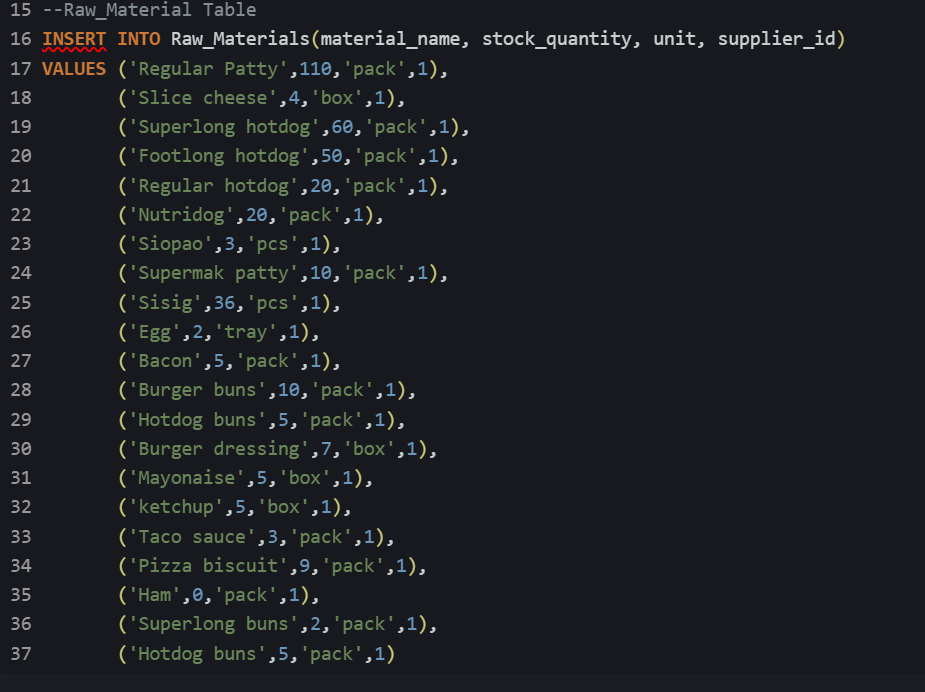 15 --Raw_Material Table
16 INSERT INTO Raw_Materials(material_name, stock_quantity, unit, supplier_id)
17 VALUES ('Regular Patty',110,'pack',1),
18        ('Slice cheese',4,'box',1),
19        ('Superlong hotdog',60,'pack',1),
20        ('Footlong hotdog',50,'pack',1),
21        ('Regular hotdog',20,'pack',1),
22        ('Nutridog',20,'pack',1),
23        ('Siopao',3,'pcs',1),
24        ('Supermak patty',10,'pack',1),
25        ('Sisig',36,'pcs',1),
26        ('Egg',2,'tray',1),
27        ('Bacon',5,'pack',1),
28        ('Burger buns',10,'pack',1),
29        ('Hotdog buns',5,'pack',1),
30        ('Burger dressing',7,'box',1),
31        ('Mayonaise',5,'box',1),
32        ('ketchup',5,'box',1),
33        ('Taco sauce',3,'pack',1),
34        ('Pizza biscuit',9,'pack',1),
35        ('Ham',0,'pack',1),
36        ('Superlong buns',2,'pack',1),
37        ('Hotdog buns',5,'pack',1)